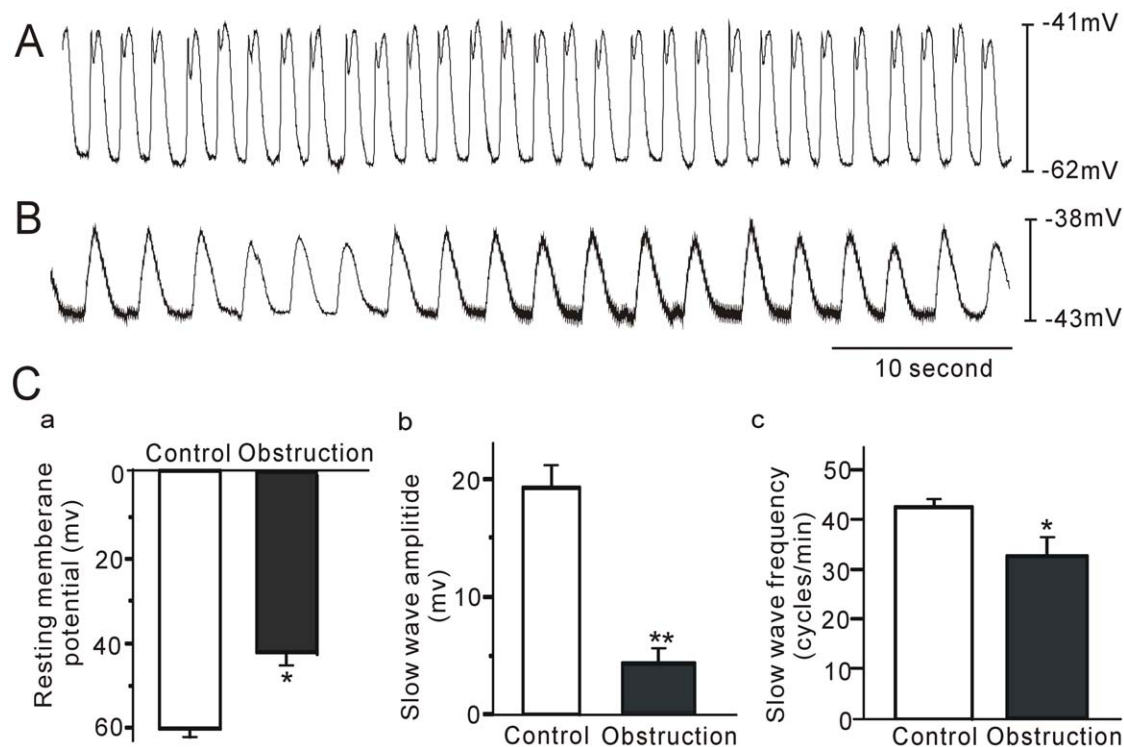 A
-41mV
-62mV
B
-38mV
-43mV
10 second
C
a
Control Obstruction
Resting memberane
potential (mv)
0
20
40
60
*
b
Slow wave amplitide
(mv)
20
10
0
**
Control Obstruction
c
Slow wave frequency
(cycles/min)
50
40
30
20
10
0
*
Control Obstruction